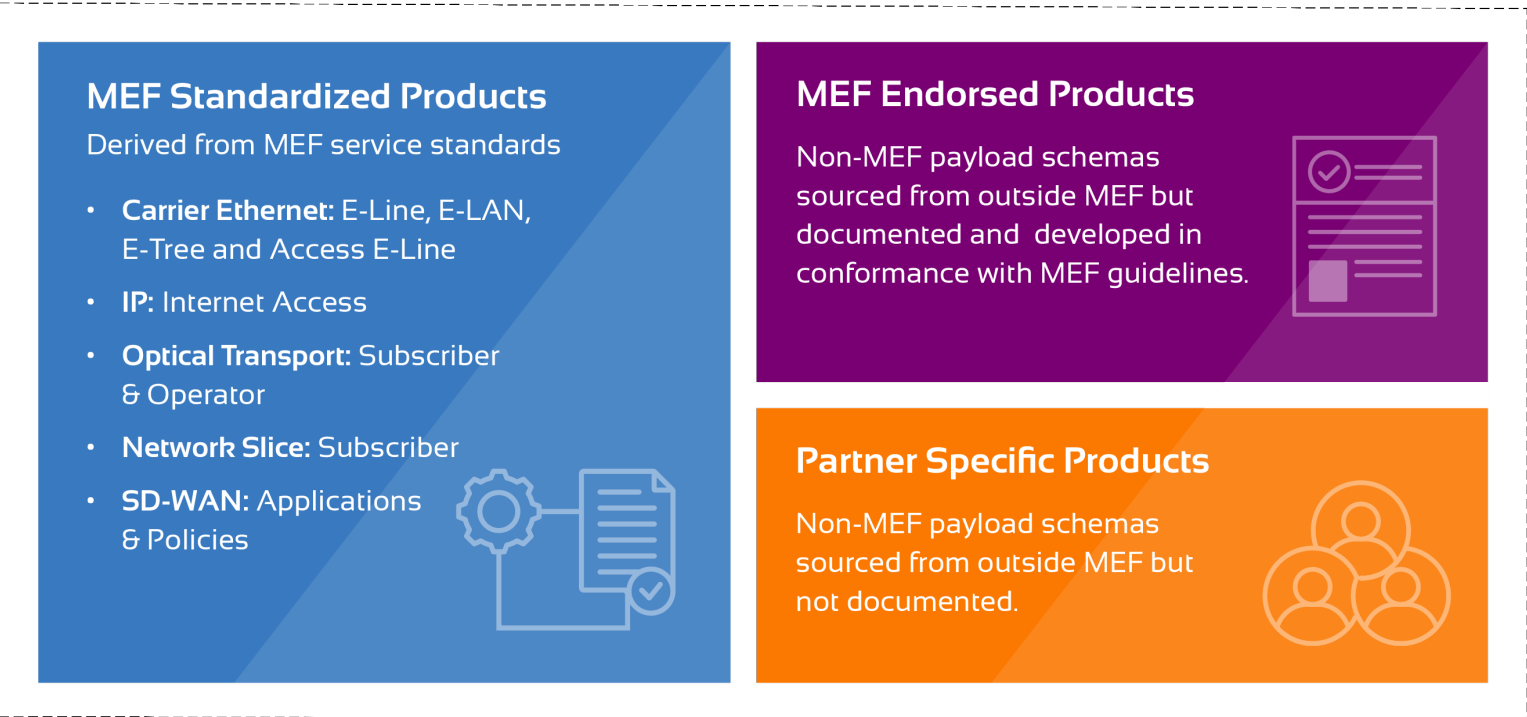 MEF Standardized Products
Derived from MEF service standards
• Carrier Ethernet: E-Line, E-LAN,
E-Tree and Access E-Line
• IP: Internet Access
• Optical Transport: Subscriber
& Operator
• Network Slice: Subscriber
• SD-WAN: Applications
& Policies
MEF Endorsed Products
Non-MEF payload schemas
sourced from outside MEF but
documented and developed in
conformance with MEF guidelines.
Partner Specific Products
Non-MEF payload schemas
sourced from outside MEF but
not documented.